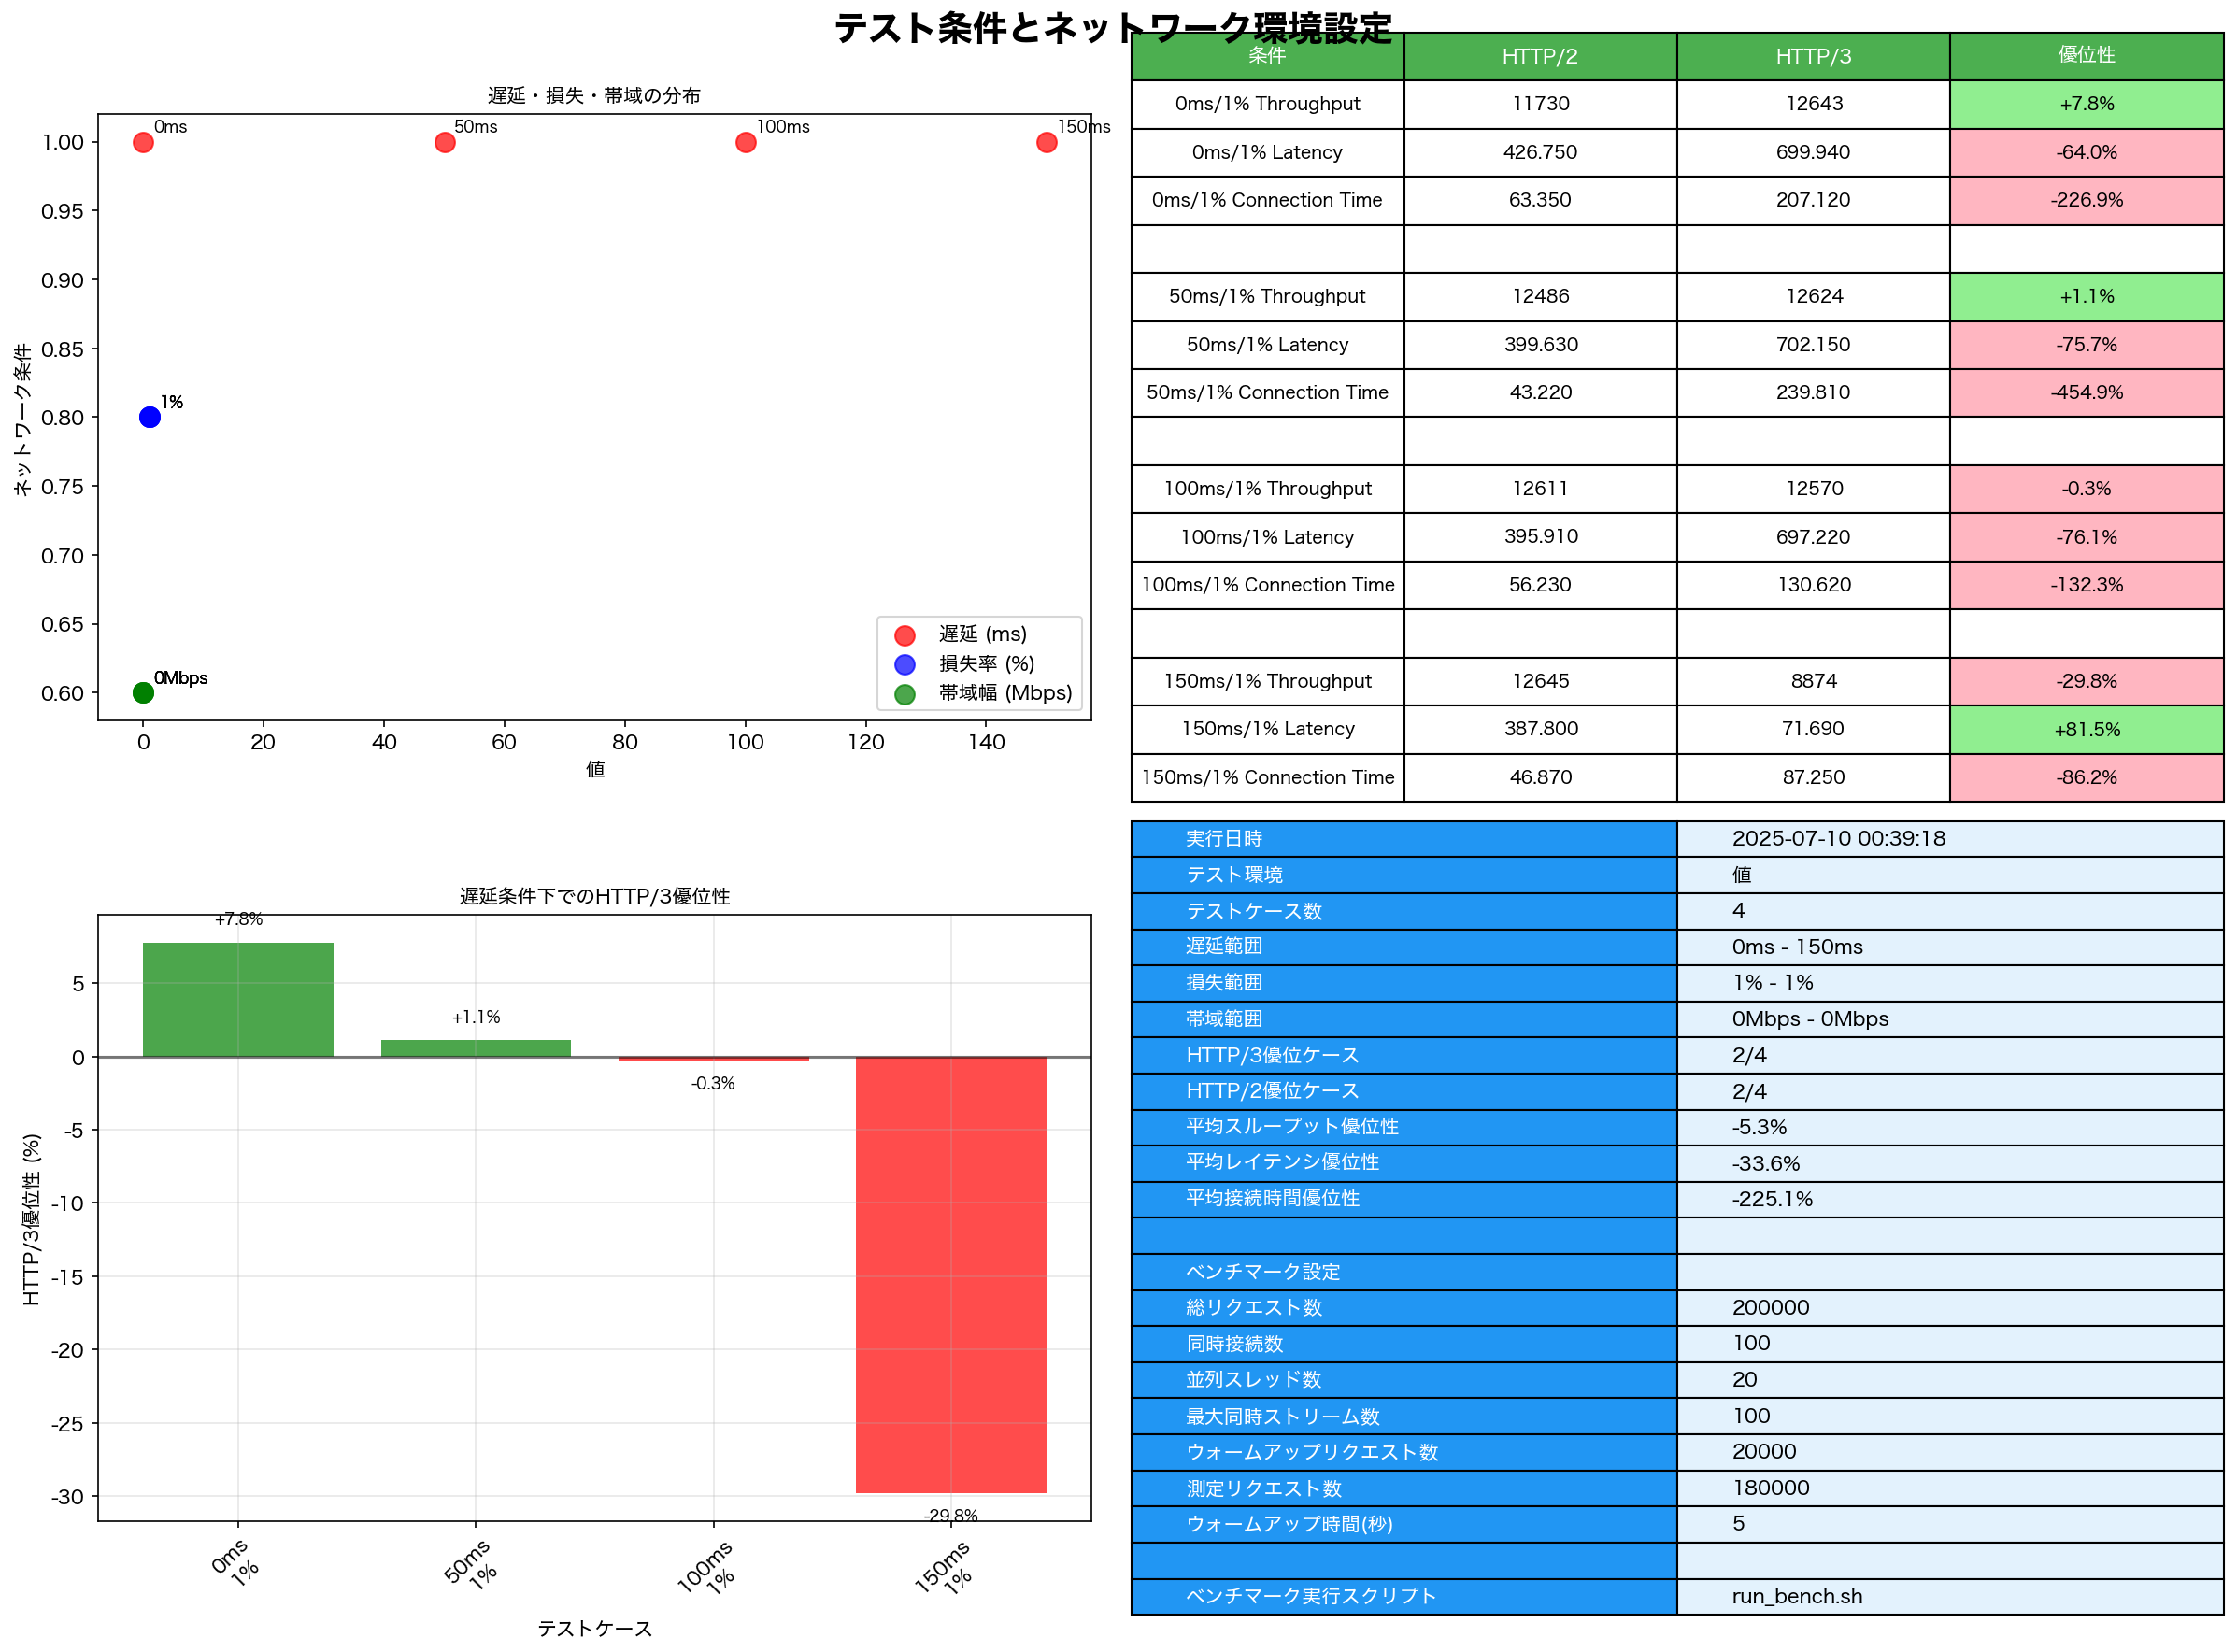 テスト条件とネットワーク環境設定
遅延・損失・帯域の分布
0ms 50ms 100ms 150ms
1.00
0.95
0.90
0.85
1%
0.80
0.75
0.70
0.65
0Mbps
0.60
ネットワーク条件
遅延 (ms)
損失率 (%)
帯域幅 (Mbps)
0 20 40 60 80 100 120 140
値
条件 HTTP/2 HTTP/3 優位性
0ms/1% Throughput 11730 12643 +7.8%
0ms/1% Latency 426.750 699.940 -64.0%
0ms/1% Connection Time 63.350 207.120 -226.9%
50ms/1% Throughput 12486 12624 +1.1%
50ms/1% Latency 399.630 702.150 -75.7%
50ms/1% Connection Time 43.220 239.810 -454.9%
100ms/1% Throughput 12611 12570 -0.3%
100ms/1% Latency 395.910 697.220 -76.1%
100ms/1% Connection Time 56.230 130.620 -132.3%
150ms/1% Throughput 12645 8874 -29.8%
150ms/1% Latency 387.800 71.690 +81.5%
150ms/1% Connection Time 46.870 87.250 -86.2%
遅延条件下でのHTTP/3優位性
+7.8%
+1.1%
-0.3%
-29.8%
5
0
-5
-10
-15
-20
-25
-30
HTTP/3優位性 (%)
0ms
1%
50ms
1%
100ms
1%
150ms
1%
テストケース
実行日時 2025-07-10 00:39:18
テスト環境 値
テストケース数 4
遅延範囲 0ms - 150ms
損失範囲 1% - 1%
帯域範囲 0Mbps - 0Mbps
HTTP/3優位ケース 2/4
HTTP/2優位ケース 2/4
平均スループット優位性 -5.3%
平均レイテンシ優位性 -33.6%
平均接続時間優位性 -225.1%
ベンチマーク設定
総リクエスト数 200000
同時接続数 100
並列スレッド数 20
最大同時ストリーム数 100
ウォームアップリクエスト数 20000
測定リクエスト数 180000
ウォームアップ時間(秒) 5
ベンチマーク実行スクリプト run_bench.sh